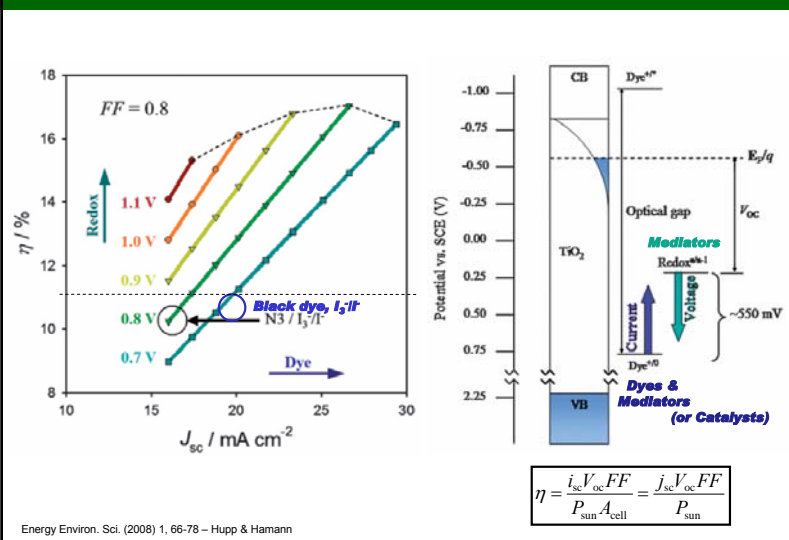 18
16
14
12
10
8
η / %
Redox
FF = 0.8
1.1 V
1.0 V
0.9 V
0.8 V
0.7 V
Black dye, I3-/I-
N3 / I3-/I-
Dye
10 15 20 25 30
Jsc / mA cm-2
Potential vs. SCE (V)
-1.00
-0.75
-0.50
-0.25
0.00
0.25
0.50
0.75
2.25
CB
TiO2
VB
Dye+/*
EF/q
Optical gap
Voc
Mediators
Redoxn/n-1
Current
Voltage
~550 mV
Dye+/0
Dyes &
Mediators
(or Catalysts)
η = iscVocFF / PsunAcell = jscVocFF / Psun
Energy Environ. Sci. (2008) 1, 66-78 – Hupp & Hamann